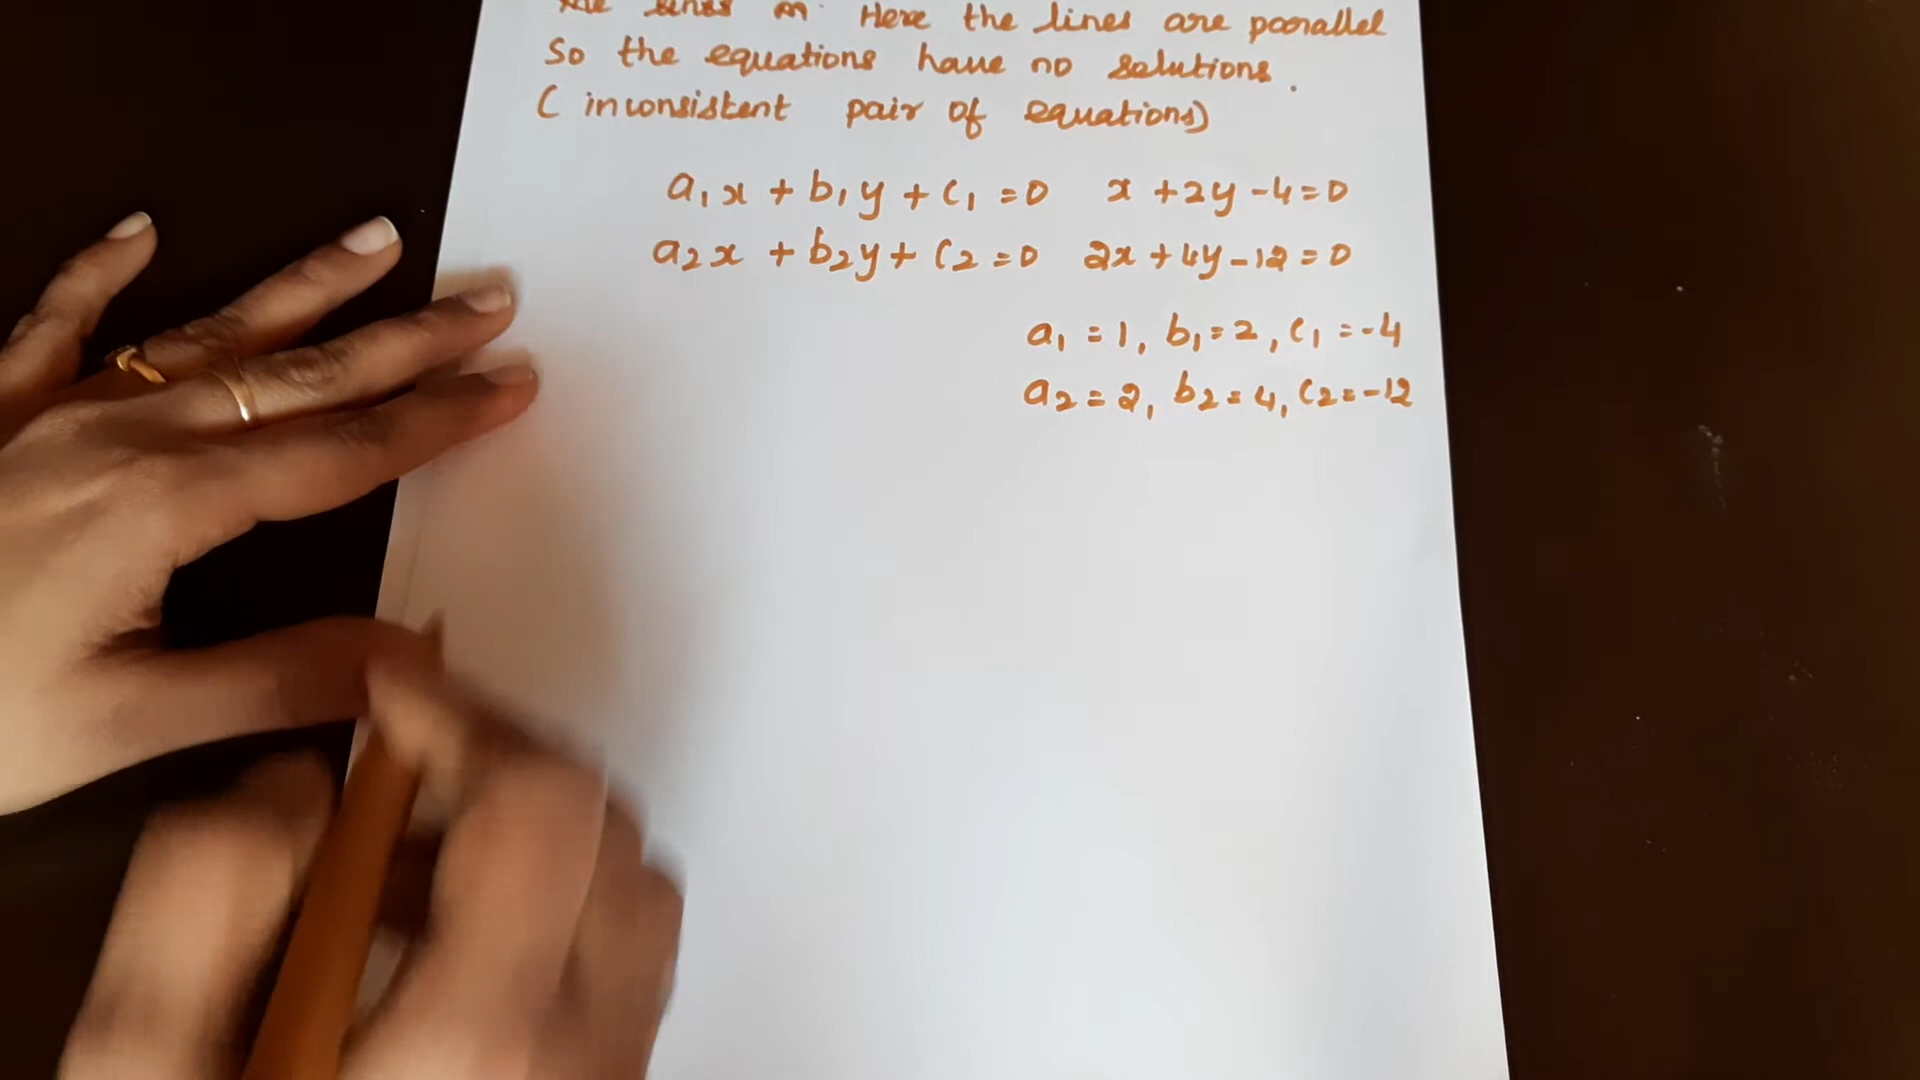 lines m. Here the lines are parallel
So the equations have no solutions.
(inconsistent pair of equations)
a₁x + b₁y + c₁ = 0 x + 2y - 4 = 0
a₂x + b₂y + c₂ = 0 2x + 4y - 12 = 0
a₁ = 1, b₁ = 2, c₁ = -4
a₂ = 2, b₂ = 4, c₂ = -12